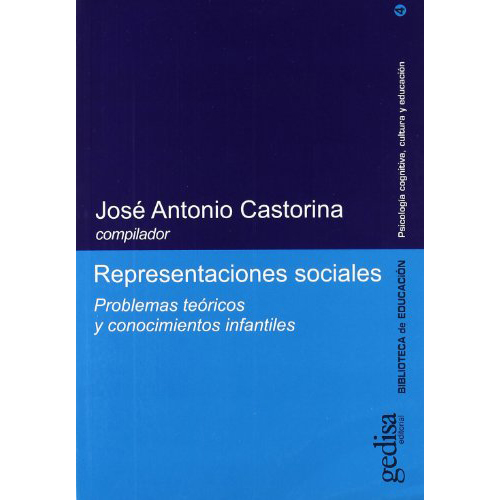 José Antonio Castorina
compilador
Representaciones sociales
Problemas teóricos
y conocimientos infantiles
4
Psicología cognitiva, cultura y educación
BIBLIOTECA de EDUCACIÓN
gedisa
editorial